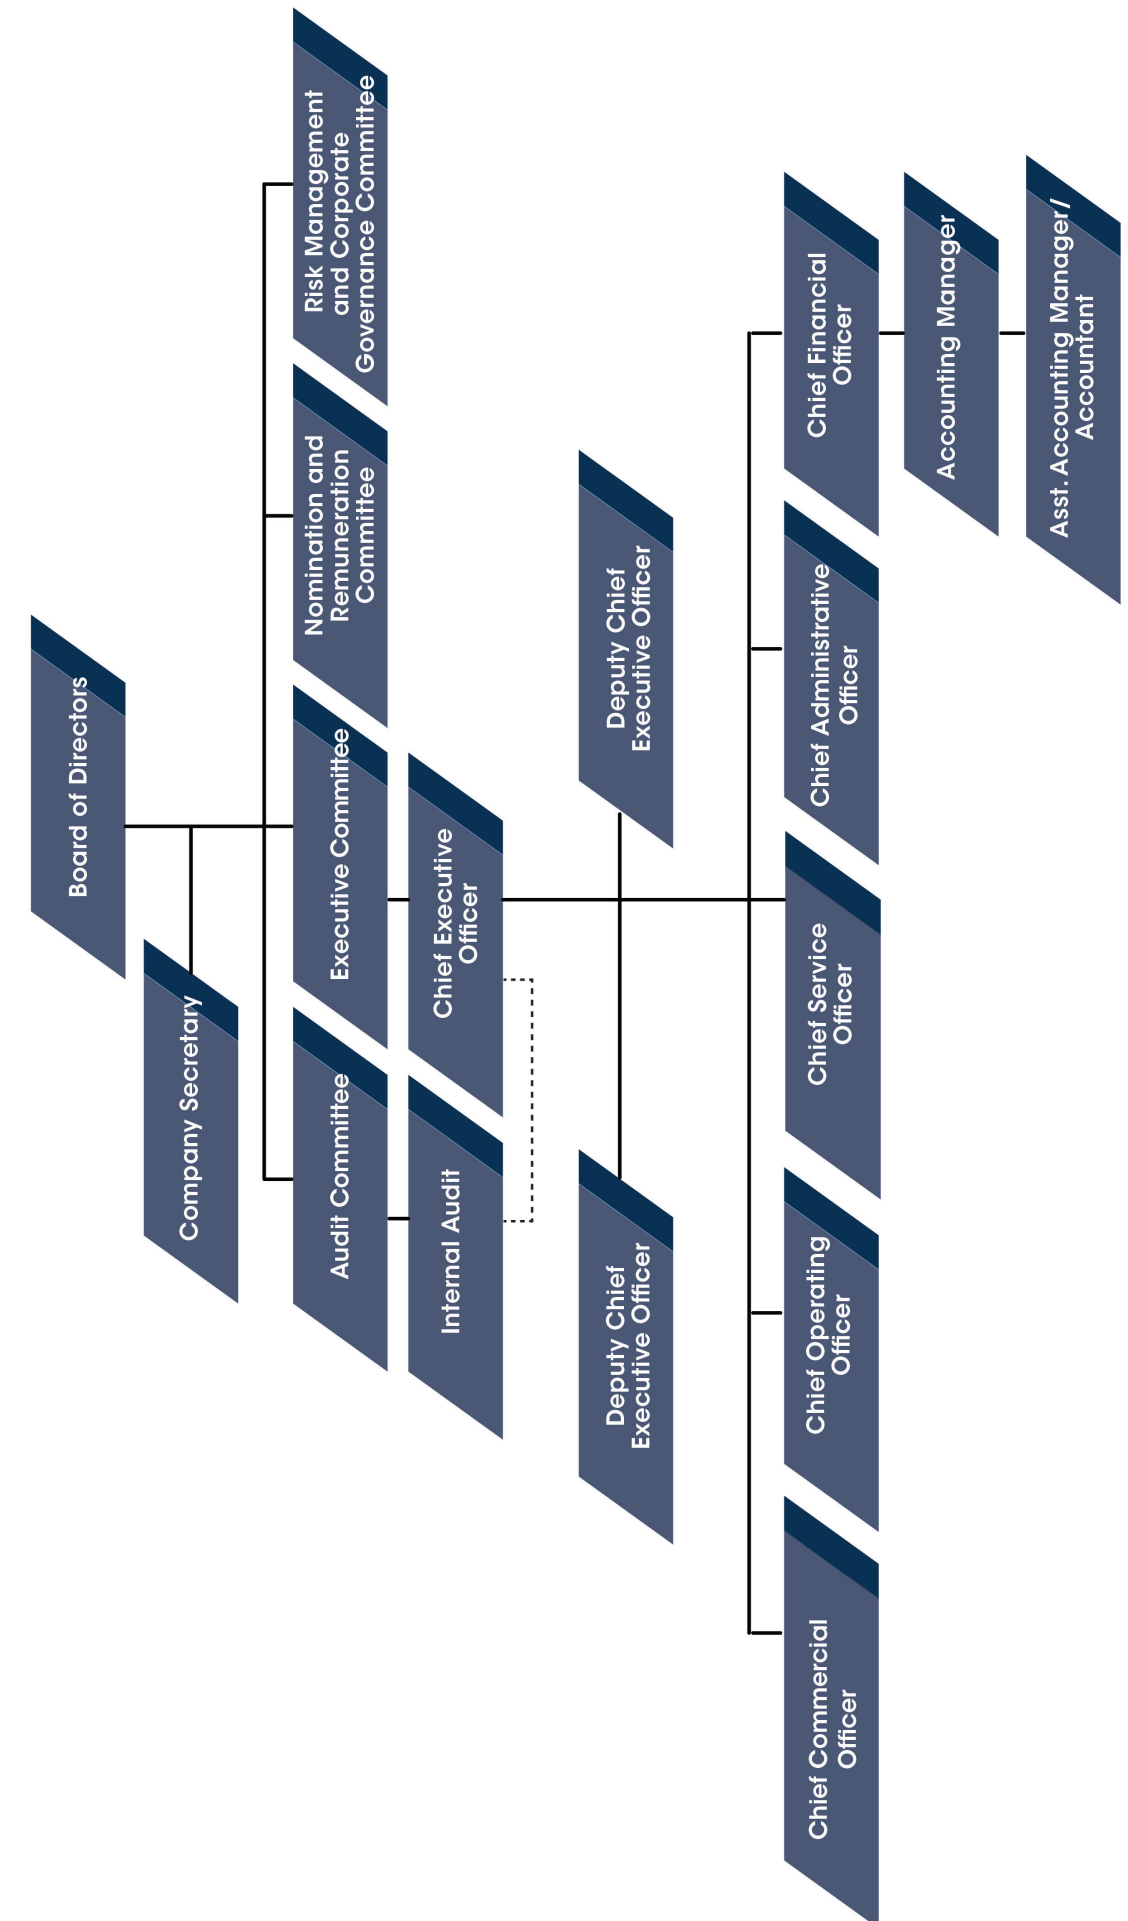 Board of Directors
Company Secretary
Audit Committee
Executive Committee
Nomination and
Remuneration
Committee
Risk Management
and Corporate
Governance Committee
Internal Audit
Chief Executive
Officer
Deputy Chief
Executive Officer
Deputy Chief
Executive Officer
Chief Commercial
Officer
Chief Operating
Officer
Chief Service
Officer
Chief Administrative
Officer
Chief Financial
Officer
Accounting Manager
Asst. Accounting Manager/
Accountant